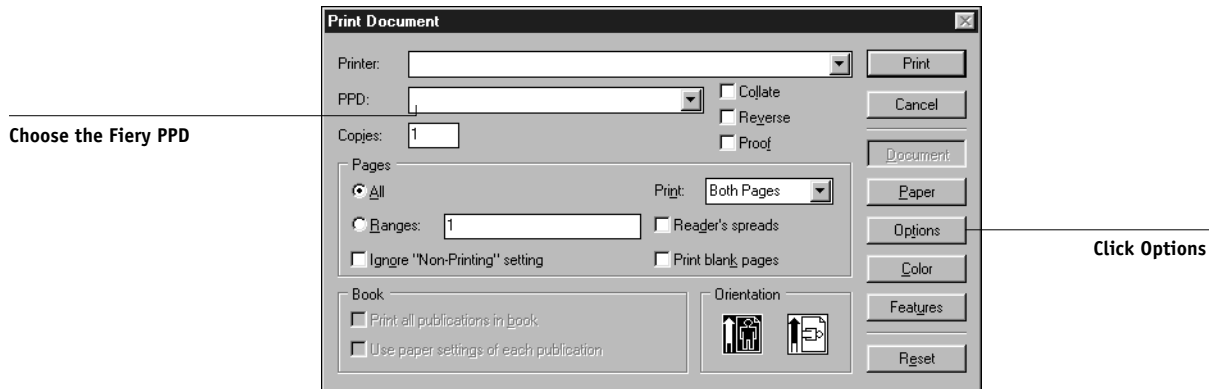 Print Document
Printer:
Print
PPD:
Collate
Cancel
Reverse
Choose the Fiery PPD
Copies:
1
Proof
Document
Pages
All
Print:
Both Pages
Paper
Ranges:
1
Reader's spreads
Options
Click Options
Ignore "Non-Printing" setting
Print blank pages
Color
Book
Orientation
Features
Print all publications in book
Use paper settings of each publication
Reset